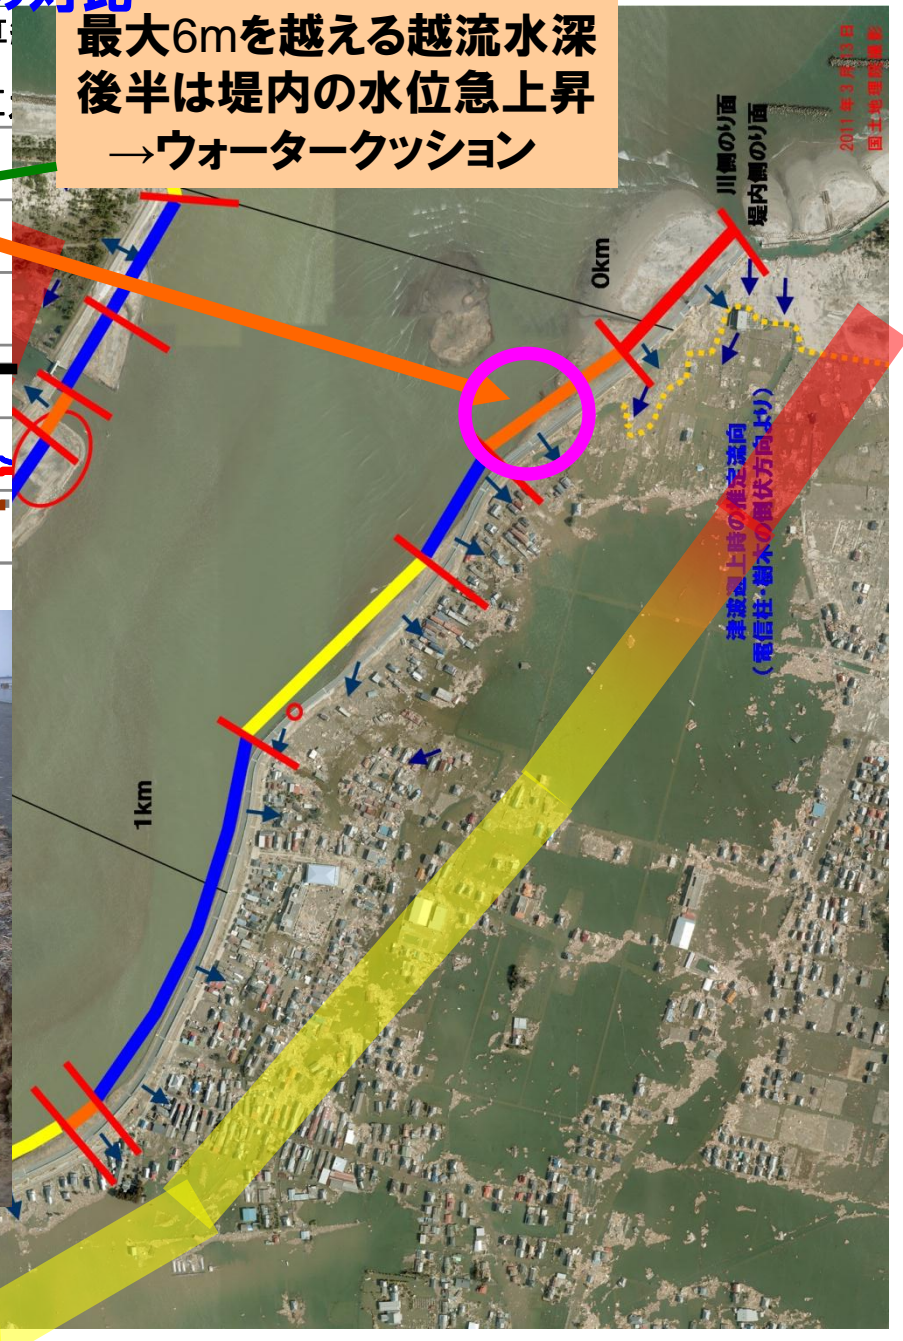 の対比
最大6mを越える越流水深
後半は堤内の水位急上昇
→ウォータークッション
2011年3月13日
国土地理院撮影
川側のり面
堤内側のり面
0km
津波遡上時の推定流向
(電信柱・樹木の倒伏方向より)
1km